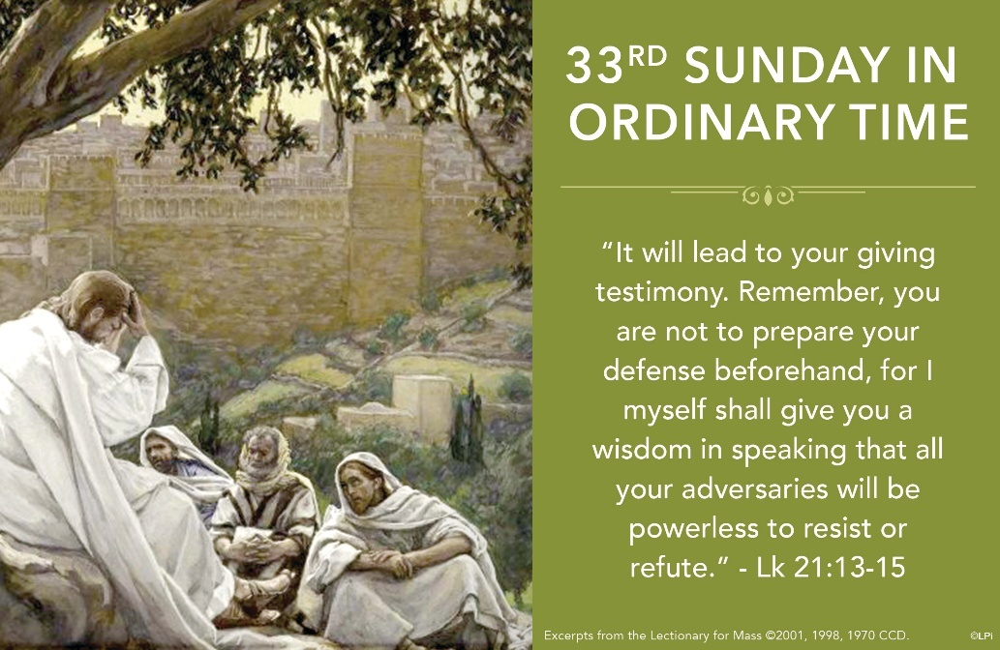 33RD SUNDAY IN
ORDINARY TIME
“It will lead to your giving
testimony. Remember, you
are not to prepare your
defense beforehand, for I
myself shall give you a
wisdom in speaking that all
your adversaries will be
powerless to resist or
refute.” - Lk 21:13-15
Excerpts from the Lectionary for Mass ©2001, 1998, 1970 CCD.
©LPi